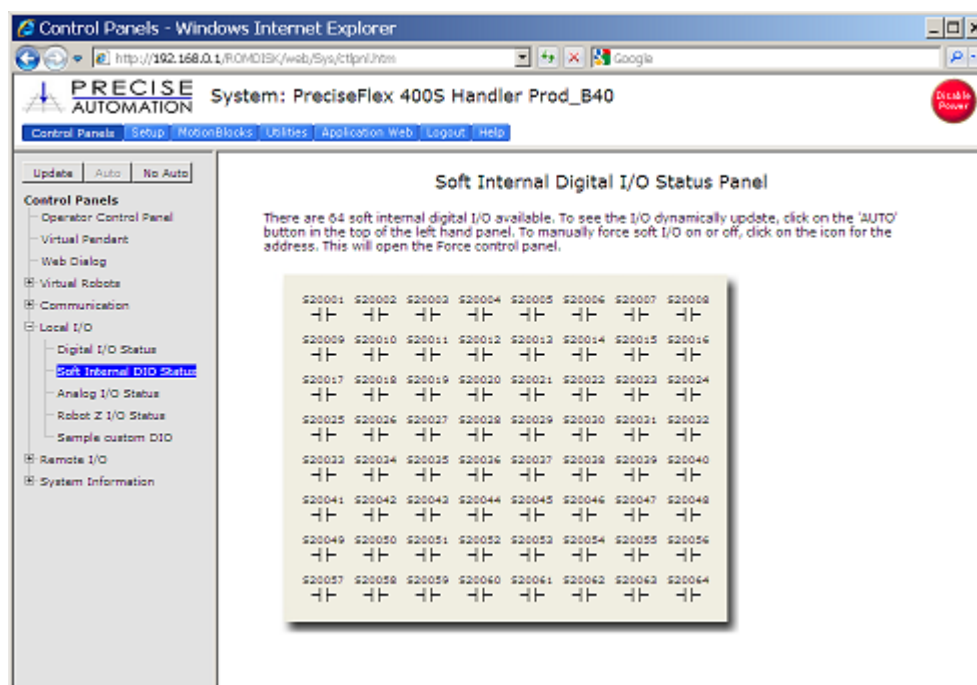 Control Panels - Windows Internet Explorer
http://192.168.0.1/ROMDISK/web/Sys/ctlpnl.htm
Google
PRECISE
AUTOMATION
System: PreciseFlex 400S Handler Prod_B40
Disable
Power
Control Panels Setup MotionBlocks Utilities Application Web Logout Help
Update Auto No Auto
Control Panels
Operator Control Panel
Virtual Pendant
Web Dialog
Virtual Robots
Communication
Local I/O
Digital I/O Status
Soft Internal DIO Status
Analog I/O Status
Robot Z I/O Status
Sample custom DIO
Remote I/O
System Information
Soft Internal Digital I/O Status Panel
There are 64 soft internal digital I/O available. To see the I/O dynamically update, click on the 'AUTO'
button in the top of the left hand panel. To manually force soft I/O on or off, click on the icon for the
address. This will open the Force control panel.
S20001 S20002 S20003 S20004 S20005 S20006 S20007 S20008
S20009 S20010 S20011 S20012 S20013 S20014 S20015 S20016
S20017 S20018 S20019 S20020 S20021 S20022 S20023 S20024
S20025 S20026 S20027 S20028 S20029 S20030 S20031 S20032
S20033 S20034 S20035 S20036 S20037 S20038 S20039 S20040
S20041 S20042 S20043 S20044 S20045 S20046 S20047 S20048
S20049 S20050 S20051 S20052 S20053 S20054 S20055 S20056
S20057 S20058 S20059 S20060 S20061 S20062 S20063 S20064